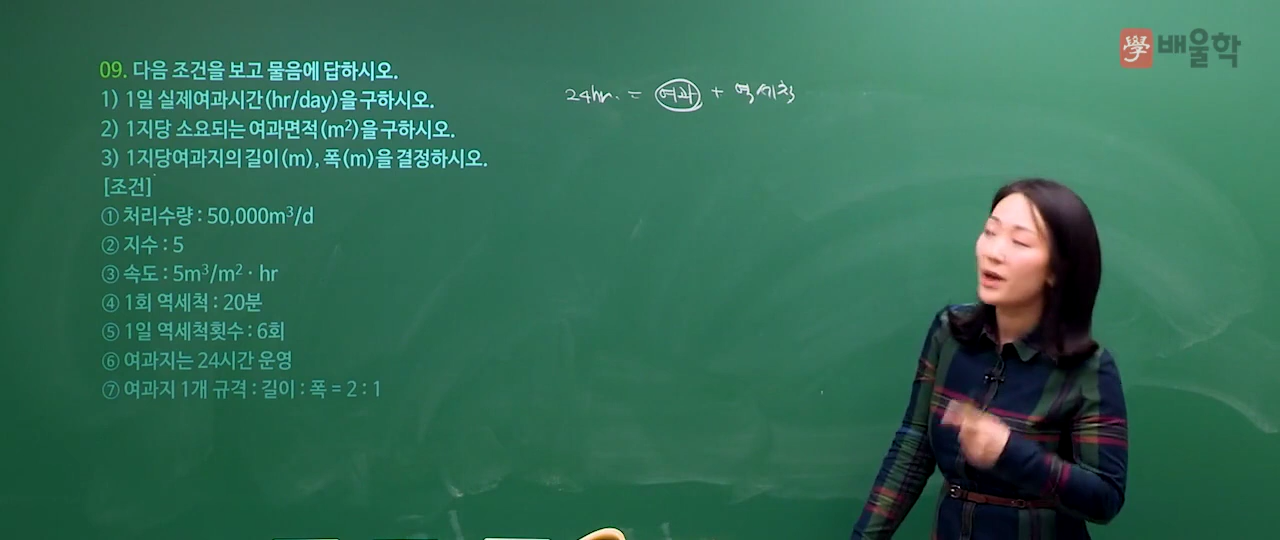 學 배울학
09. 다음 조건을 보고 물음에 답하시오.
1) 1일 실제여과시간(hr/day)을 구하시오.
2) 1지당 소요되는 여과면적(m²)을 구하시오.
3) 1지당여과지의 길이(m), 폭(m)을 결정하시오.
[조건]
① 처리수량 : 50,000m³/d
② 지수 : 5
③ 속도 : 5m³/m² · hr
④ 1회 역세척 : 20분
⑤ 1일 역세척횟수 : 6회
⑥ 여과지는 24시간 운영
⑦ 여과지 1개 규격 : 길이 : 폭 = 2 : 1
24hr. = 여과 + 역세척